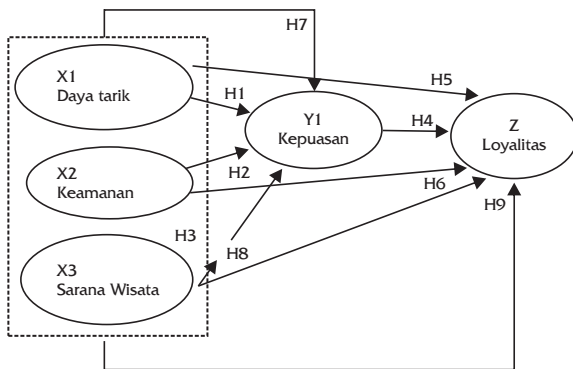 H7
X1
Daya tarik
H5
H1
Y1
Kepuasan
H4
Z
Loyalitas
X2
Keamanan
H2
H6
H9
H3
H8
X3
Sarana Wisata